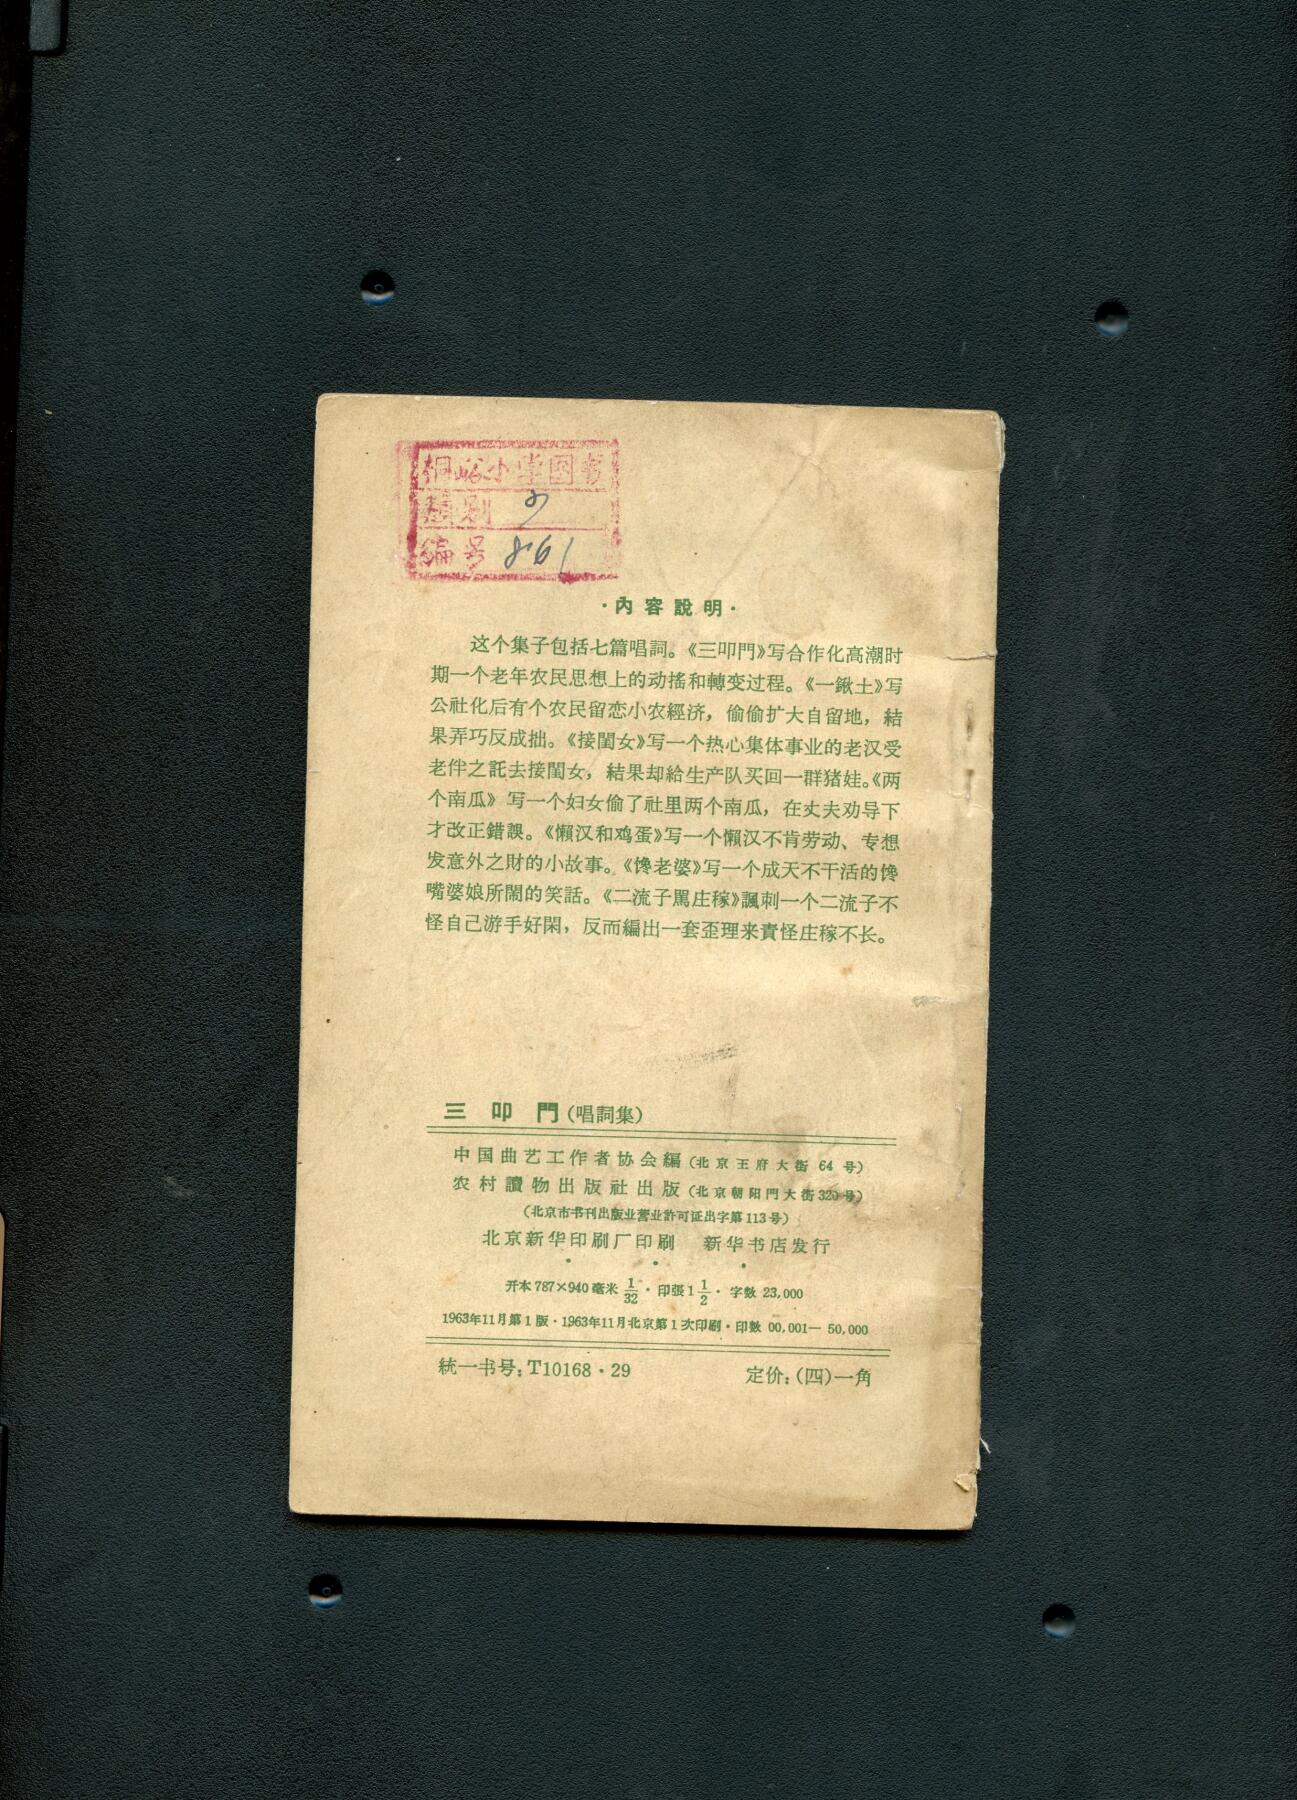 桐峪小学图书
类别
编号 861
·内容說明·
这个集子包括七篇唱詞。《三叩門》写合作化高潮时
期一个老年农民思想上的动搖和轉变过程。《一鍬土》写
公社化后有个农民留恋小农經济，偷偷扩大自留地，結
果弄巧反成拙。《接閨女》写一个热心集体事业的老汉受
老伴之託去接閨女，結果却給生产队买回一群猪娃。《两
个南瓜》写一个妇女偷了社里两个南瓜，在丈夫劝导下
才改正錯誤。《懒汉和鸡蛋》写一个懒汉不肯劳动、专想
发意外之財的小故事。《馋老婆》写一个成天不干活的馋
嘴婆娘所鬧的笑話。《二流子駡庄稼》諷刺一个二流子不
怪自己游手好閑，反而編出一套歪理来責怪庄稼不长。
三叩門（唱詞集）
中国曲艺工作者协会編（北京王府大街 64 号）
农村讀物出版社出版（北京朝阳門大街320号）
（北京市书刊出版业营业許可证出字第113号）
北京新华印刷厂印刷 新华书店发行
开本787×940毫米 1/32 · 印張1 1/2 · 字数 23,000
1963年11月第1版·1963年11月北京第1次印刷·印数 00,001—50,000
統一书号：T10168·29 定价：（四）一角